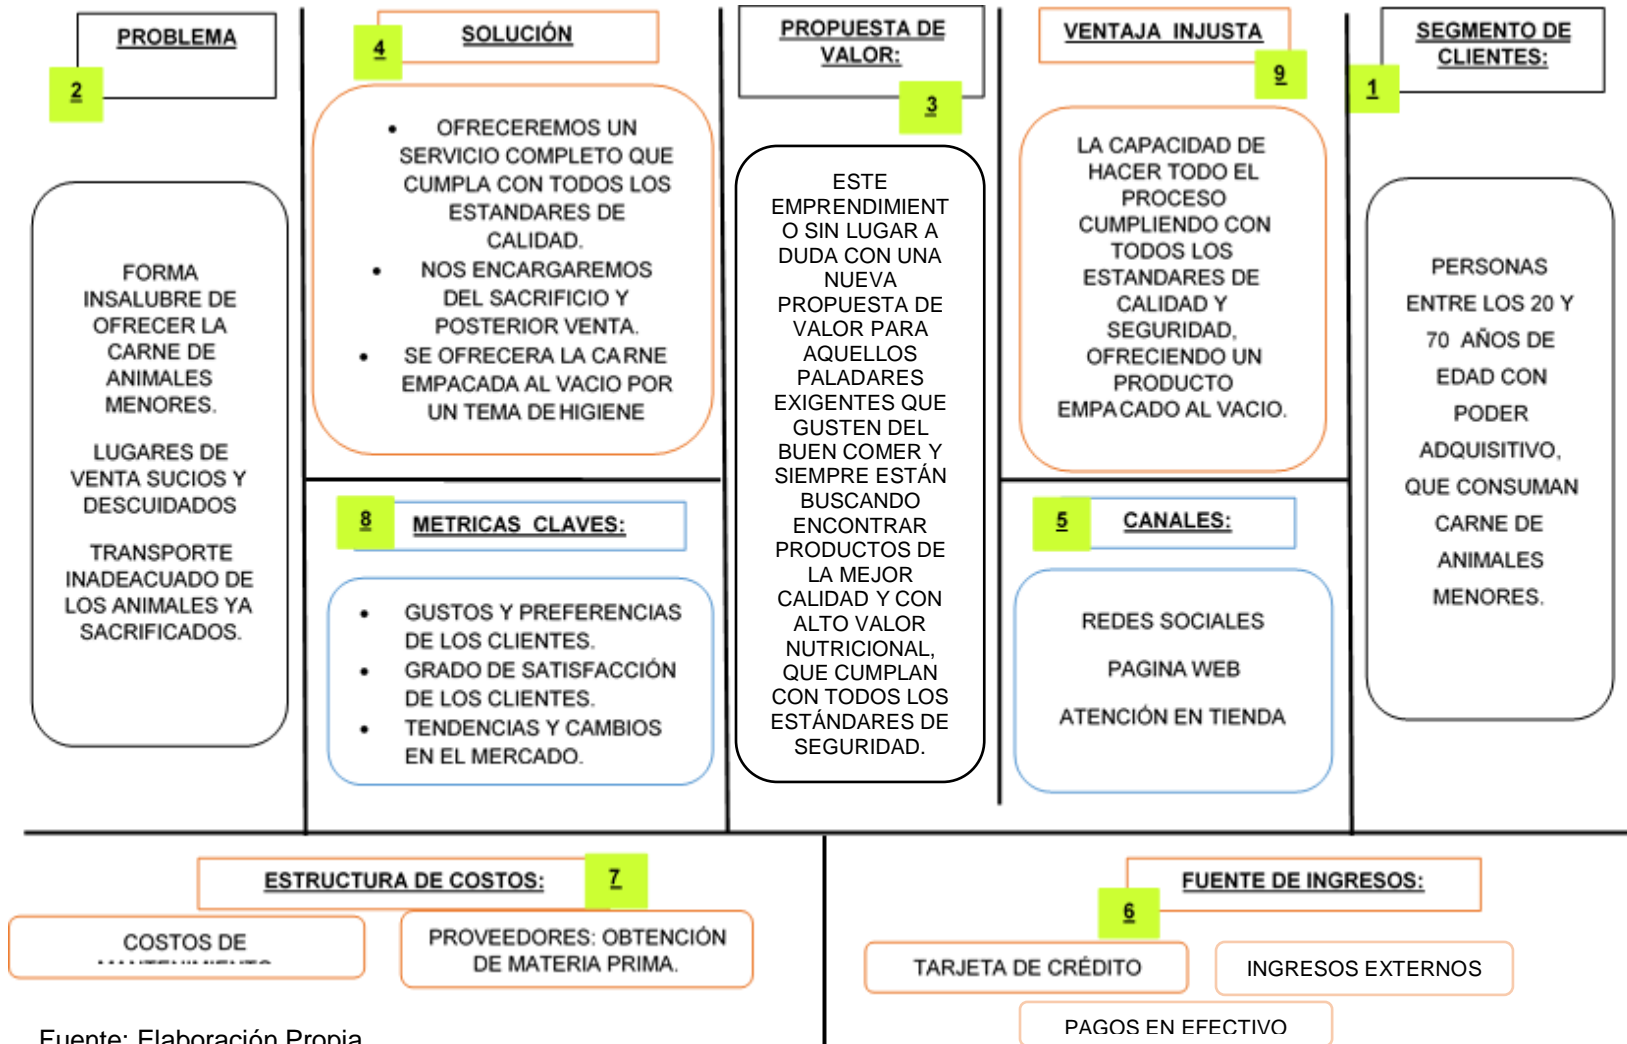 PROBLEMA
2
FORMA
INSALUBRE DE
OFRECER LA
CARNE DE
ANIMALES
MENORES.
LUGARES DE
VENTA SUCIOS Y
DESCUIDADOS
TRANSPORTE
INADEACUADO DE
LOS ANIMALES YA
SACRIFICADOS.
4
SOLUCIÓN
• OFRECEREMOS UN
SERVICIO COMPLETO QUE
CUMPLA CON TODOS LOS
ESTANDARES DE
CALIDAD.
• NOS ENCARGAREMOS
DEL SACRIFICIO Y
POSTERIOR VENTA.
• SE OFRECERA LA CARNE
EMPACADA AL VACIO POR
UN TEMA DE HIGIENE
8
METRICAS CLAVES:
• GUSTOS Y PREFERENCIAS
DE LOS CLIENTES.
• GRADO DE SATISFACCIÓN
DE LOS CLIENTES.
• TENDENCIAS Y CAMBIOS
EN EL MERCADO.
PROPUESTA DE
VALOR:
3
ESTE
EMPRENDIMIENT
O SIN LUGAR A
DUDA CON UNA
NUEVA
PROPUESTA DE
VALOR PARA
AQUELLOS
PALADARES
EXIGENTES QUE
GUSTEN DEL
BUEN COMER Y
SIEMPRE ESTÁN
BUSCANDO
ENCONTRAR
PRODUCTOS DE
LA MEJOR
CALIDAD Y CON
ALTO VALOR
NUTRICIONAL,
QUE CUMPLAN
CON TODOS LOS
ESTÁNDARES DE
SEGURIDAD.
VENTAJA INJUSTA
9
LA CAPACIDAD DE
HACER TODO EL
PROCESO
CUMPLIENDO CON
TODOS LOS
ESTANDARES DE
CALIDAD Y
SEGURIDAD,
OFRECIENDO UN
PRODUCTO
EMPACADO AL VACIO.
5
CANALES:
REDES SOCIALES
PAGINA WEB
ATENCIÓN EN TIENDA
SEGMENTO DE
CLIENTES:
1
PERSONAS
ENTRE LOS 20 Y
70 AÑOS DE
EDAD CON
PODER
ADQUISITIVO,
QUE CONSUMAN
CARNE DE
ANIMALES
MENORES.
ESTRUCTURA DE COSTOS:
7
COSTOS DE
PROVEEDORES: OBTENCIÓN
DE MATERIA PRIMA.
FUENTE DE INGRESOS:
6
TARJETA DE CRÉDITO
INGRESOS EXTERNOS
PAGOS EN EFECTIVO
Fuente: Elaboración Propia